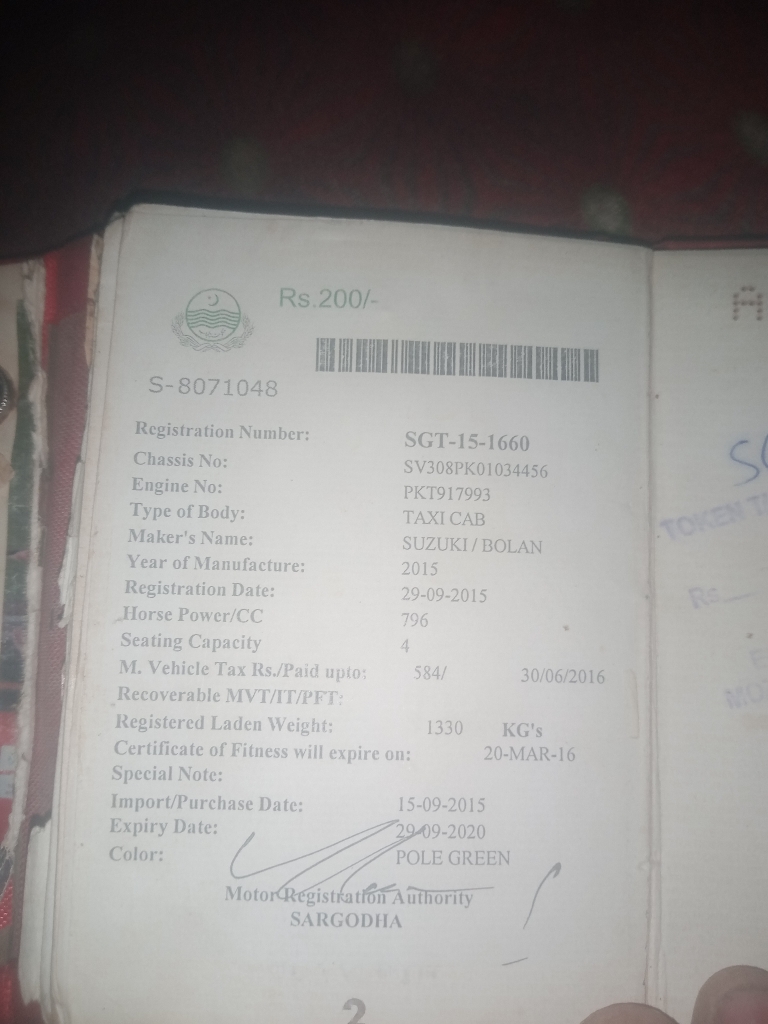 Rs.200/-
S-8071048
Registration Number: SGT-15-1660
Chassis No: SV308PK01034456
Engine No: PKT917993
Type of Body: TAXI CAB
Maker's Name: SUZUKI / BOLAN
Year of Manufacture: 2015
Registration Date: 29-09-2015
Horse Power/CC 796
Seating Capacity 4
M. Vehicle Tax Rs./Paid upto: 584/ 30/06/2016
Recoverable MVT/IT/PFT:
Registered Laden Weight: 1330 KG's
Certificate of Fitness will expire on: 20-MAR-16
Special Note:
Import/Purchase Date: 15-09-2015
Expiry Date: 29-09-2020
Color: POLE GREEN
Motor Registration Authority
SARGODHA
2
A
TOKEN
Rs